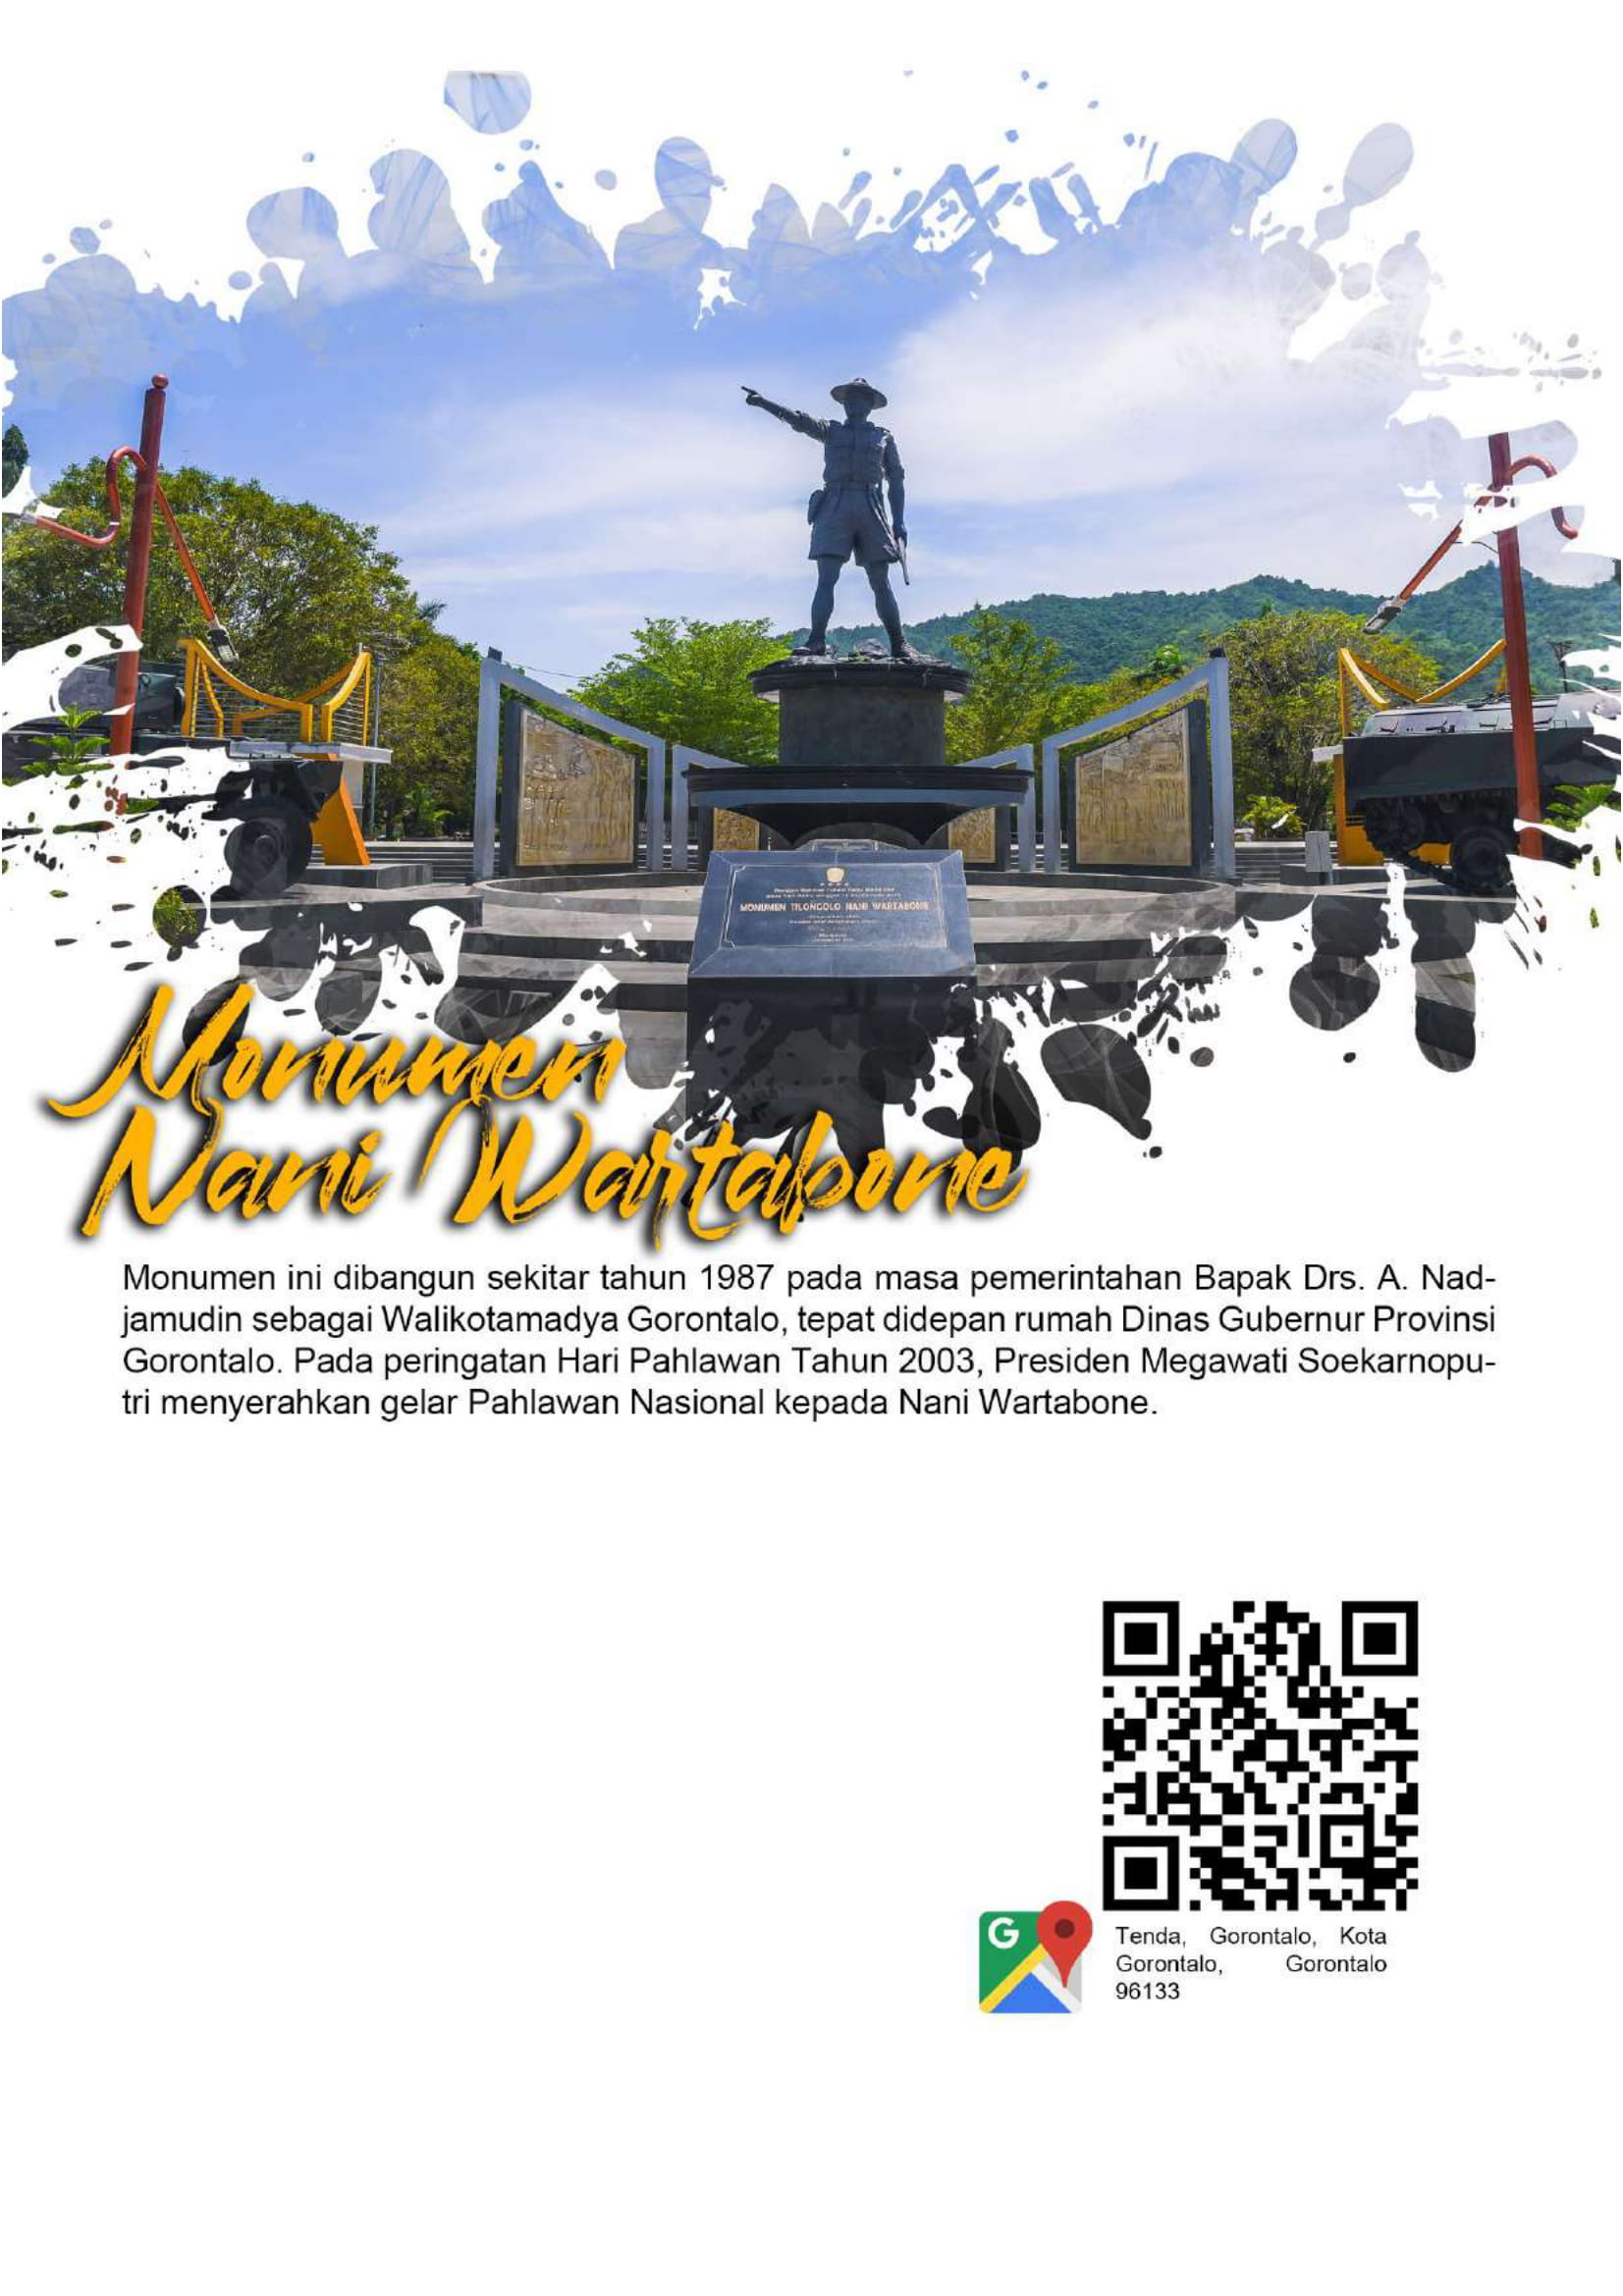 MONUMEN TILONGOLO NANI WARTABONE
Monumen
Nani Wartabone
Monumen ini dibangun sekitar tahun 1987 pada masa pemerintahan Bapak Drs. A. Nad-
jamudin sebagai Walikotamadya Gorontalo, tepat didepan rumah Dinas Gubernur Provinsi
Gorontalo. Pada peringatan Hari Pahlawan Tahun 2003, Presiden Megawati Soekarnopu-
tri menyerahkan gelar Pahlawan Nasional kepada Nani Wartabone.
G
Tenda, Gorontalo, Kota
Gorontalo, Gorontalo
96133